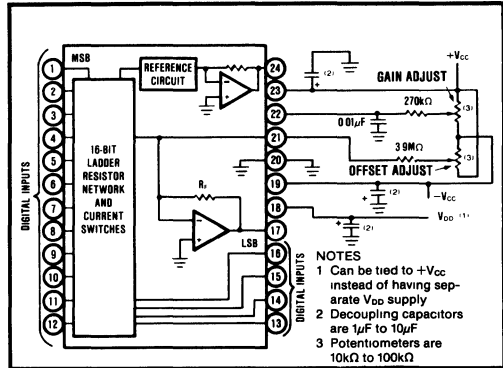 MSB
REFERENCE
CIRCUIT
16-BIT
LADDER
RESISTOR
NETWORK
AND
CURRENT
SWITCHES
DIGITAL INPUTS
1
2
3
4
5
6
7
8
9
10
11
12
RF
LSB
24
23
22
21
20
19
18
17
16
15
14
13
DIGITAL INPUTS
+VCC
(2)
+
GAIN ADJUST
270kΩ
(3)
0 01µF
3 9MΩ
(3)
OFFSET ADJUST
+
(2)
-VCC
VDD (1)
+
(2)
NOTES
1 Can be tied to +VCC
instead of having sep-
arate VDD supply
2 Decoupling capacitors
are 1µF to 10µF
3 Potentiometers are
10kΩ to 100kΩ